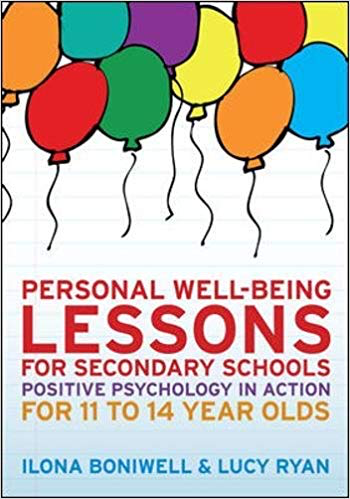 PERSONAL WELL-BEING
LESSONS
FOR SECONDARY SCHOOLS
POSITIVE PSYCHOLOGY IN ACTION
FOR 11 TO 14 YEAR OLDS
ILONA BONIWELL & LUCY RYAN